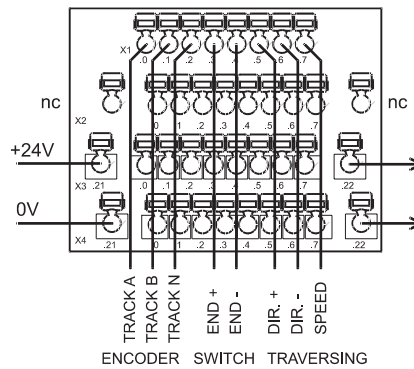 X1
.0 .1 .2 .3 .4 .5 .6 .7
nc nc
X2
.0 .1 .2 .3 .4 .5 .6 .7
+24V
X3 .21 .0 .1 .2 .3 .4 .5 .6 .7 .22
0V
X4 .21 .0 .1 .2 .3 .4 .5 .6 .7 .22
TRACK A
TRACK B
TRACK N
END +
END -
DIR. +
DIR. -
SPEED
ENCODER SWITCH TRAVERSING